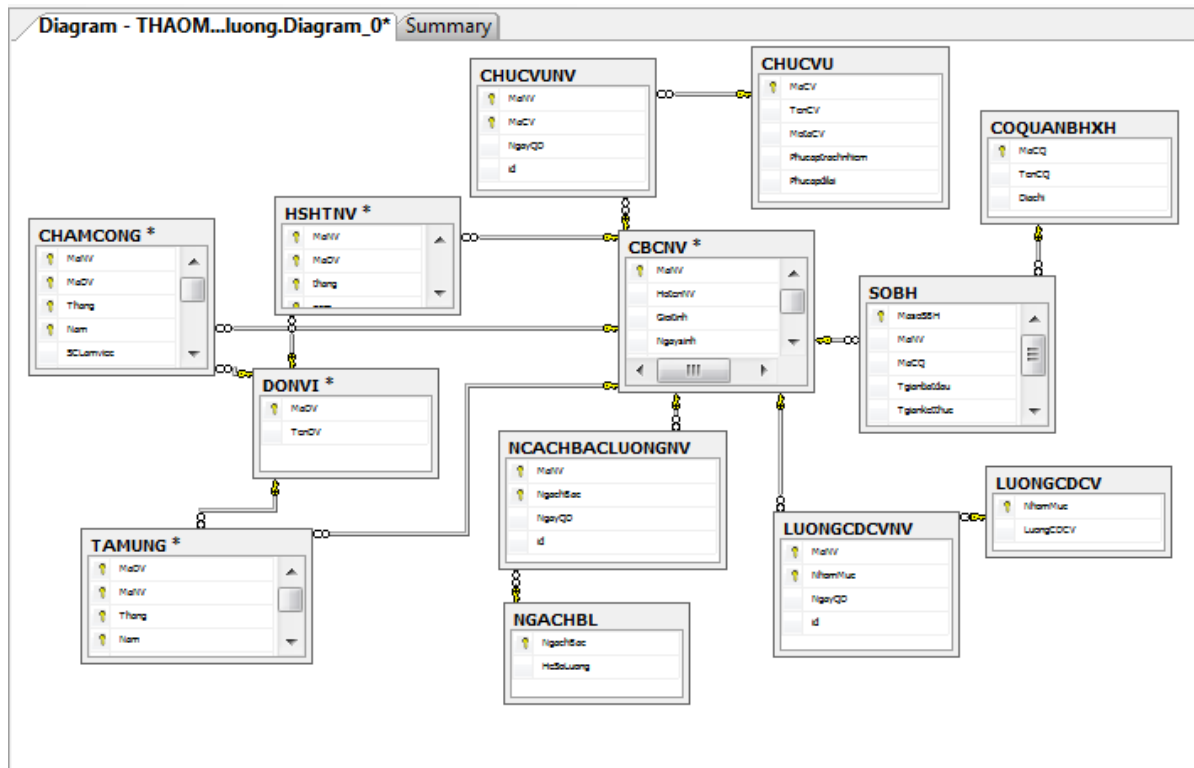 Diagram - THAOM...luong.Diagram_0*
Summary
CHUCVUNV
MaNV
MaCV
NgayQD
id
CHUCVU
MaCV
TenCV
MotaCV
Phucaptrachnhiem
COQUANBHXH
MaCQ
TenCQ
Diachi
HSHTNV *
MaNV
MaDV
thang
CHAMCONG *
MaNV
MaDV
Thang
Nam
SCLamviec
CBCNV *
MaNV
HotenNV
Gioitinh
Ngaysinh
SOBH
MasoSBH
MaNV
MaCQ
Tgianbatdau
Tgianketthuc
DONVI *
MaDV
TenDV
NCACHBACLUONGNV
MaNV
NgachBac
NgayQD
id
LUONGCDCV
NhomMuc
LuongCDCV
LUONGCDCVNV
MaNV
NhomMuc
NgayQD
id
TAMUNG *
MaDV
MaNV
Thang
Nam
NGACHBL
NgachBac
HeSoLuong